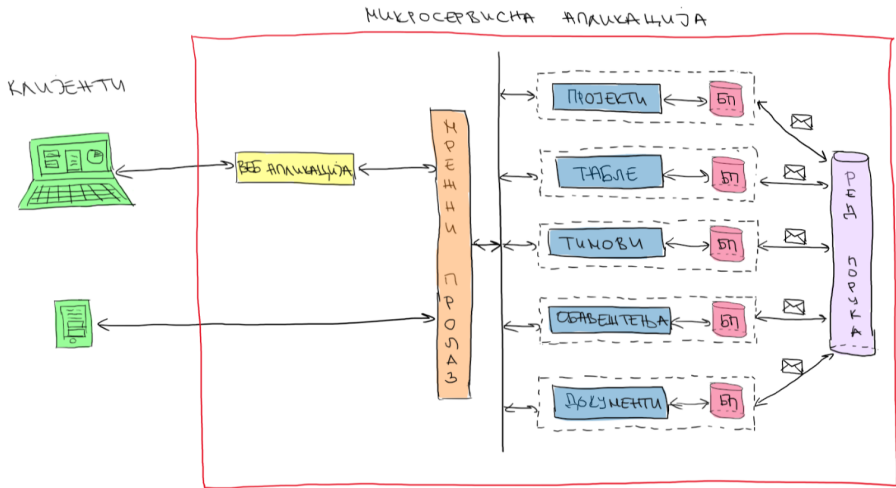 МИКРОСЕРВИСНА АПЛИКАЦИЈА
КЛИЈЕНТИ
ВЕБ АПЛИКАЦИЈА
МРЕЖНИ ПРОЛАЗ
ПРОЈЕКТИ
БП
ТАБЛЕ
БП
ТИМОВИ
БП
ОБАВЕШТЕЊА
БП
ДОКУМЕНТИ
БП
РЕД ПОРУКА